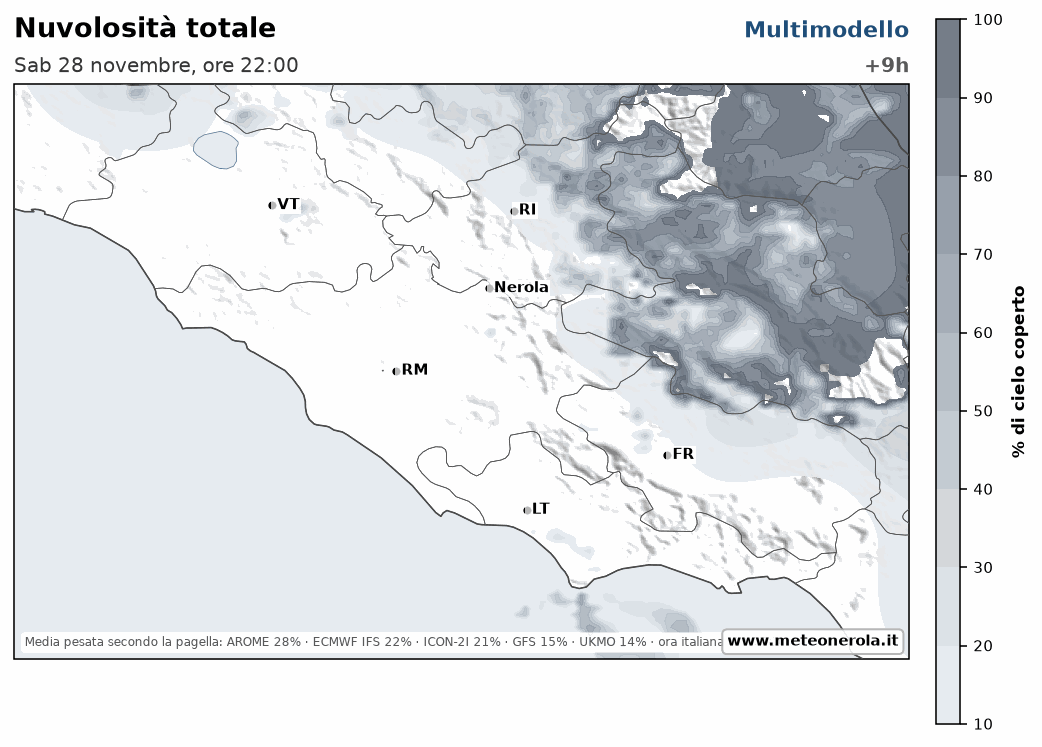 Nuvolosità totale
Multimodello
Sab 28 novembre, ore 22:00
+9h
100
90
80
70
60
50
40
30
20
10
% di cielo coperto
VT
RI
Nerola
RM
FR
LT
Media pesata secondo la pagella: AROME 28% · ECMWF IFS 22% · ICON-2I 21% · GFS 15% · UKMO 14% · ora italiana
www.meteonerola.it